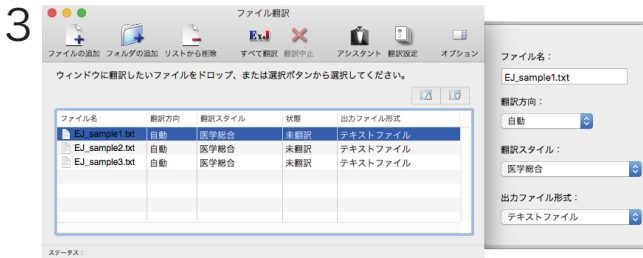 3
ファイル翻訳
ファイルの追加 フォルダの追加 リストから削除 すべて翻訳 翻訳中止 アシスタント 翻訳設定 オプション
ExJ
ウィンドウに翻訳したいファイルをドロップ、または選択ボタンから選択してください。
ファイル名 翻訳方向 翻訳スタイル 状態 出力ファイル形式
EJ_sample1.txt 自動 医学総合 未翻訳 テキストファイル
EJ_sample2.txt 自動 医学総合 未翻訳 テキストファイル
EJ_sample3.txt 自動 医学総合 未翻訳 テキストファイル
ステータス：
ファイル名：
EJ_sample1.txt
翻訳方向：
自動
翻訳スタイル：
医学総合
出力ファイル形式：
テキストファイル